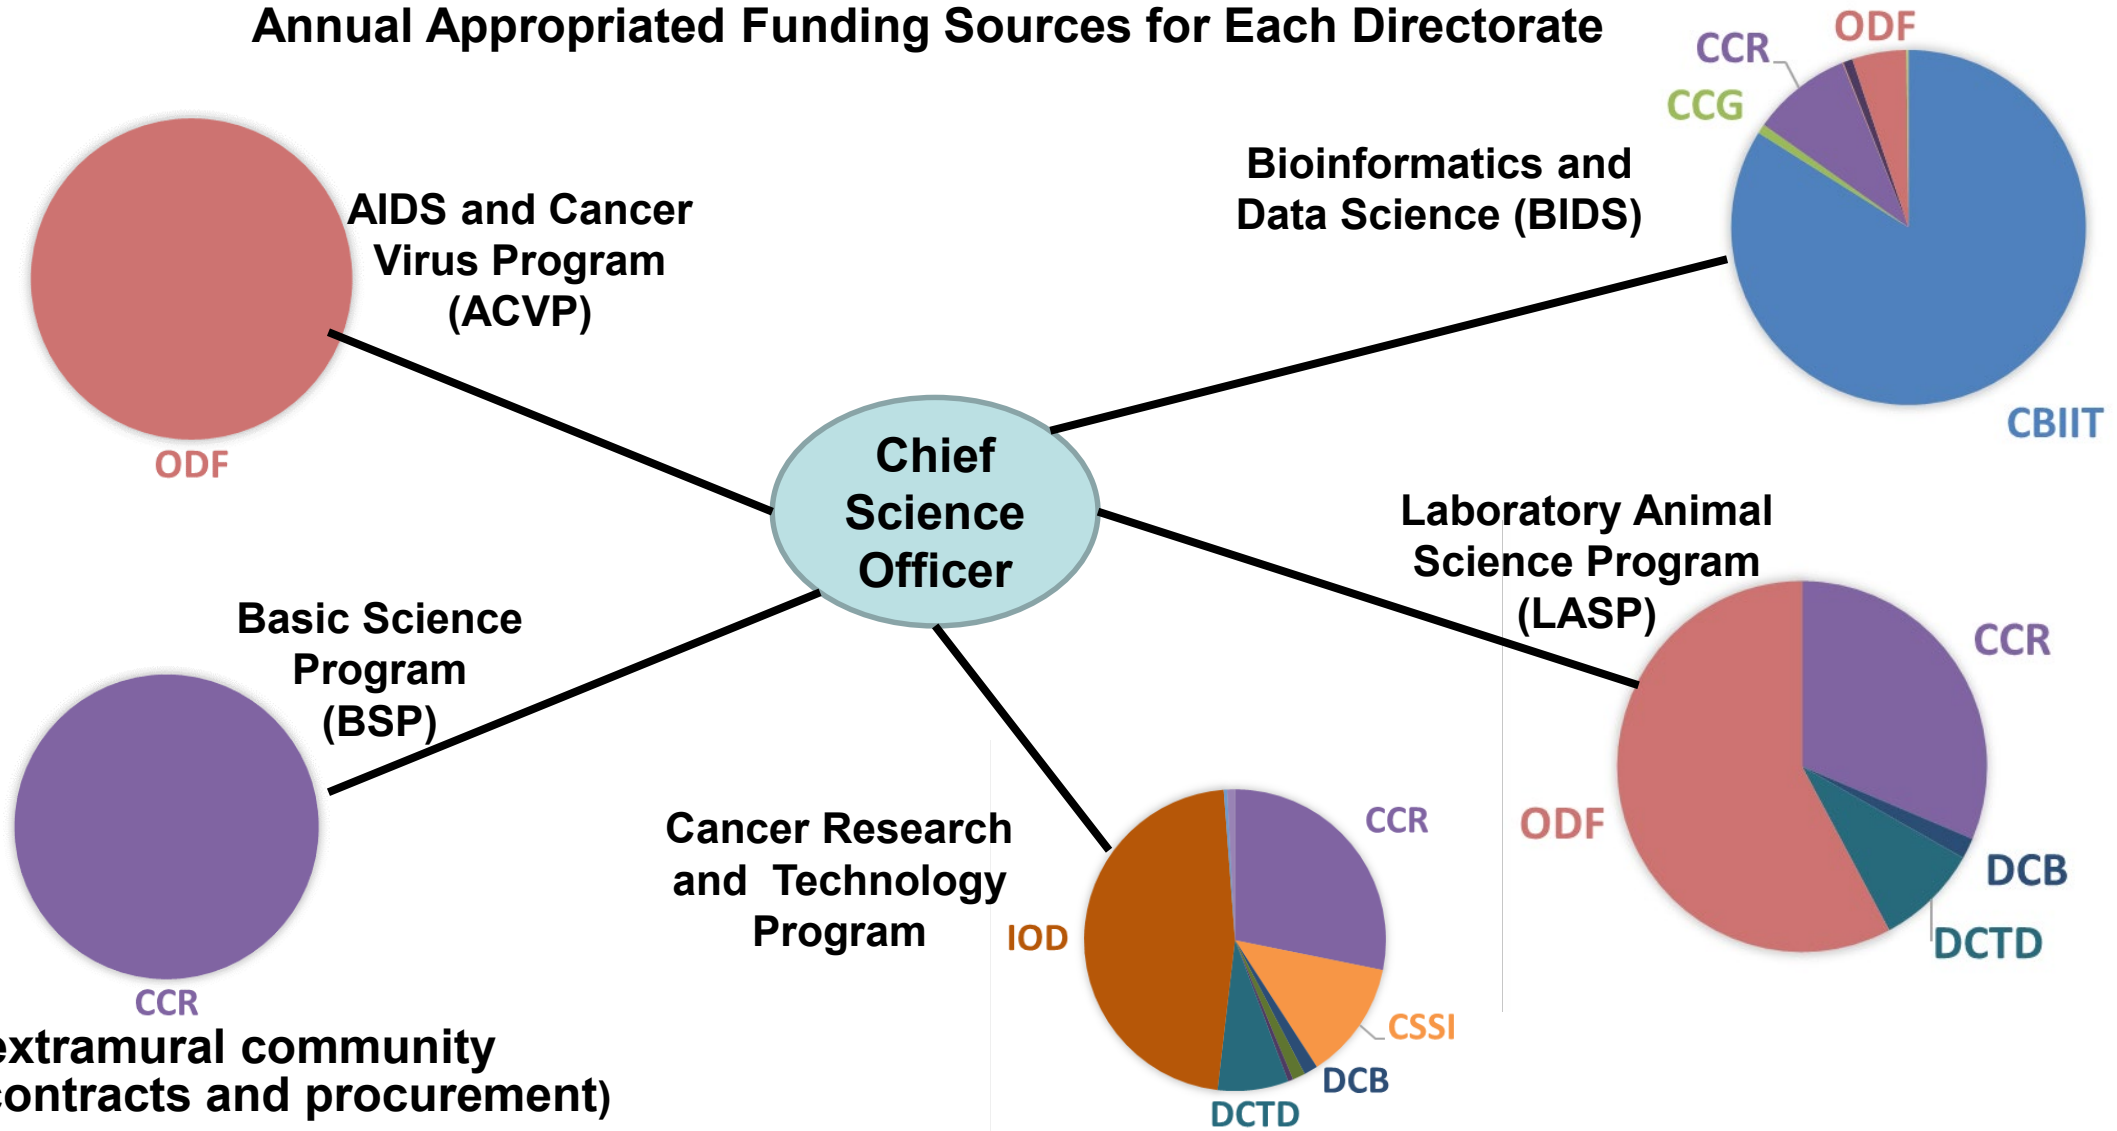 Annual Appropriated Funding Sources for Each Directorate
ODF
CCR
CCG
CBIIT
Bioinformatics and
Data Science (BIDS)
AIDS and Cancer
Virus Program
(ACVP)
ODF
Chief
Science
Officer
Laboratory Animal
Science Program
(LASP)
CCR
DCB
DCTD
ODF
Basic Science
Program
(BSP)
CCR
Cancer Research
and  Technology
Program
IOD
CCR
CSSI
DCB
DCTD
extramural community
contracts and procurement)